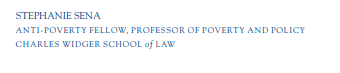 STEPHANIE SENA
ANTI-POVERTY FELLOW, PROFESSOR OF POVERTY AND POLICY
CHARLES WIDGER SCHOOL of LAW